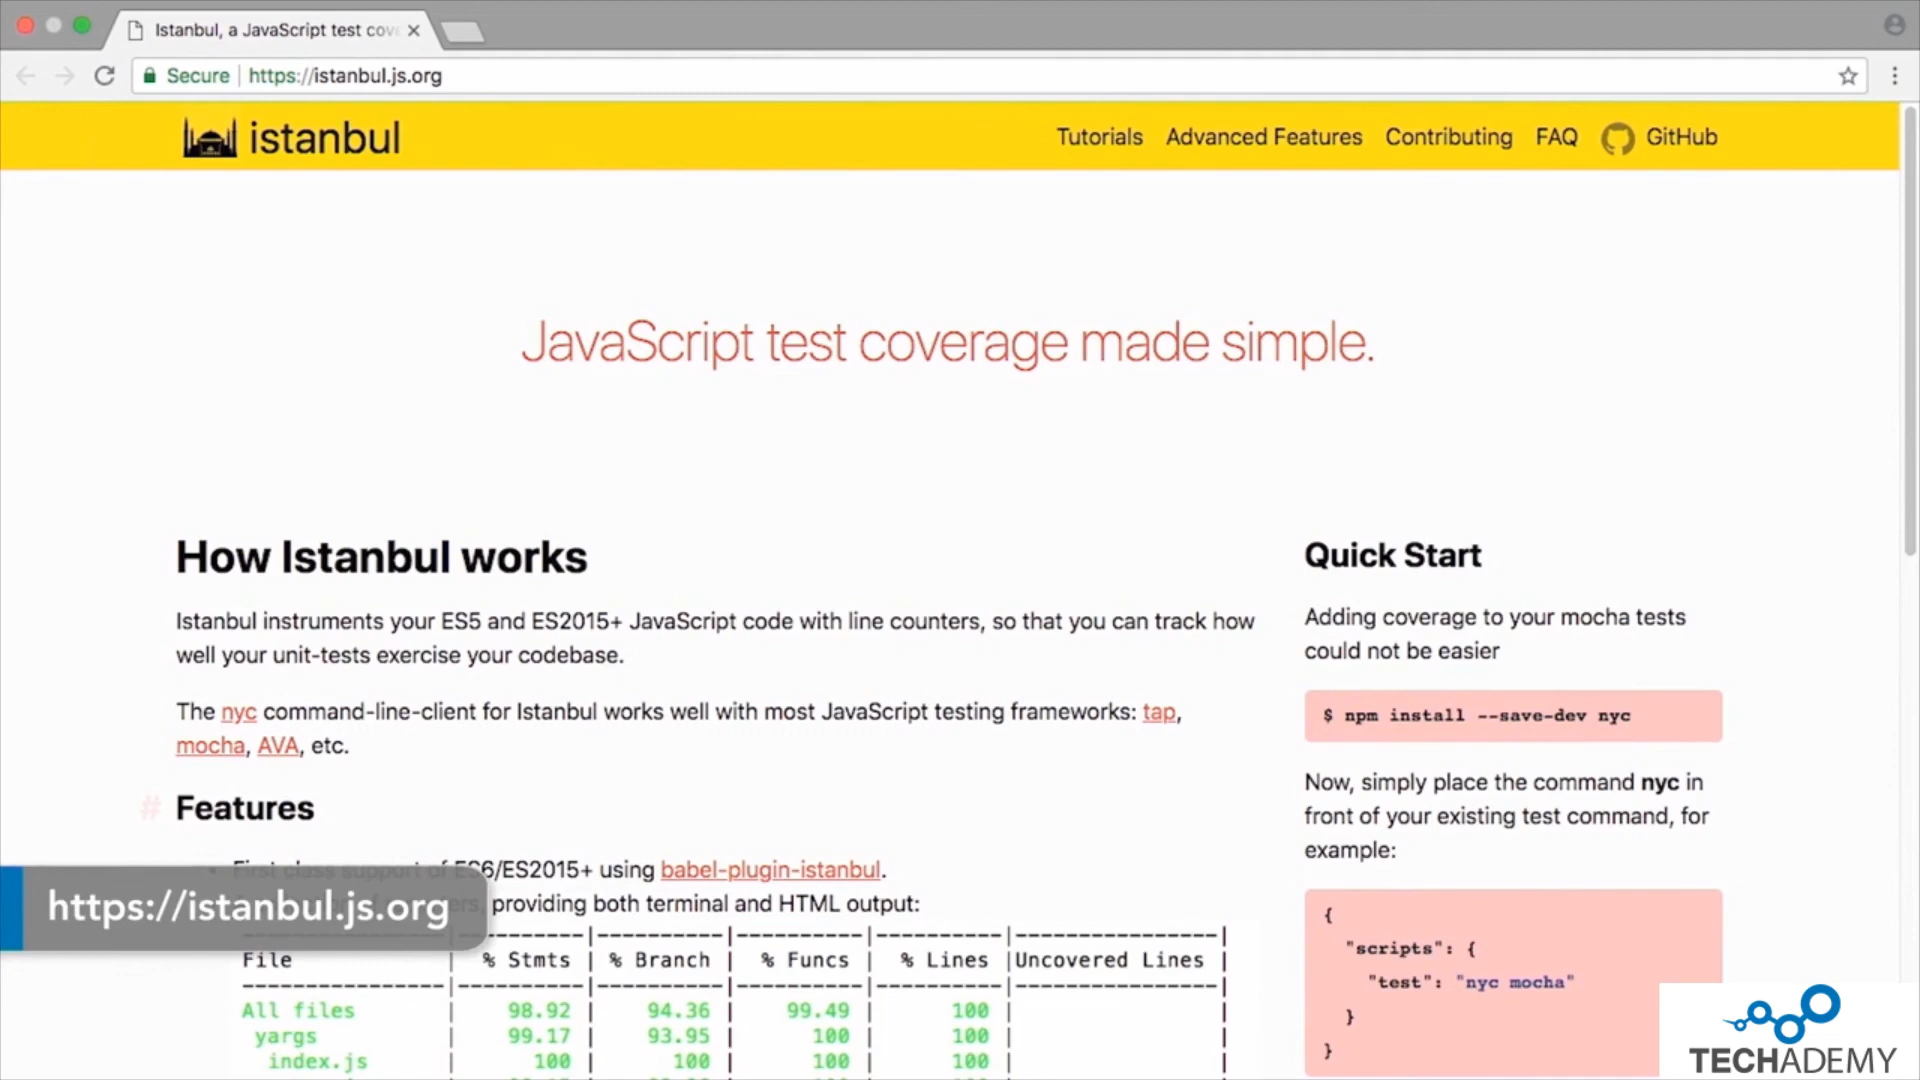 Istanbul, a JavaScript test cov
Secure https://istanbul.js.org
istanbul
Tutorials Advanced Features Contributing FAQ GitHub
JavaScript test coverage made simple.
How Istanbul works
Istanbul instruments your ES5 and ES2015+ JavaScript code with line counters, so that you can track how
well your unit-tests exercise your codebase.
The nyc command-line-client for Istanbul works well with most JavaScript testing frameworks: tap,
mocha, AVA, etc.
# Features
First class support of ES6/ES2015+ using babel-plugin-istanbul.
providing both terminal and HTML output:
File | % Stmts | % Branch | % Funcs | % Lines |Uncovered Lines |
All files | 98.92 | 94.36 | 99.49 | 100 | |
yargs | 99.17 | 93.95 | 100 | 100 | |
index.js | 100 | 100 | 100 | 100 | |
Quick Start
Adding coverage to your mocha tests
could not be easier
$ npm install --save-dev nyc
Now, simply place the command nyc in
front of your existing test command, for
example:
{
"scripts": {
"test": "nyc mocha"
}
}
https://istanbul.js.org
TECHADEMY